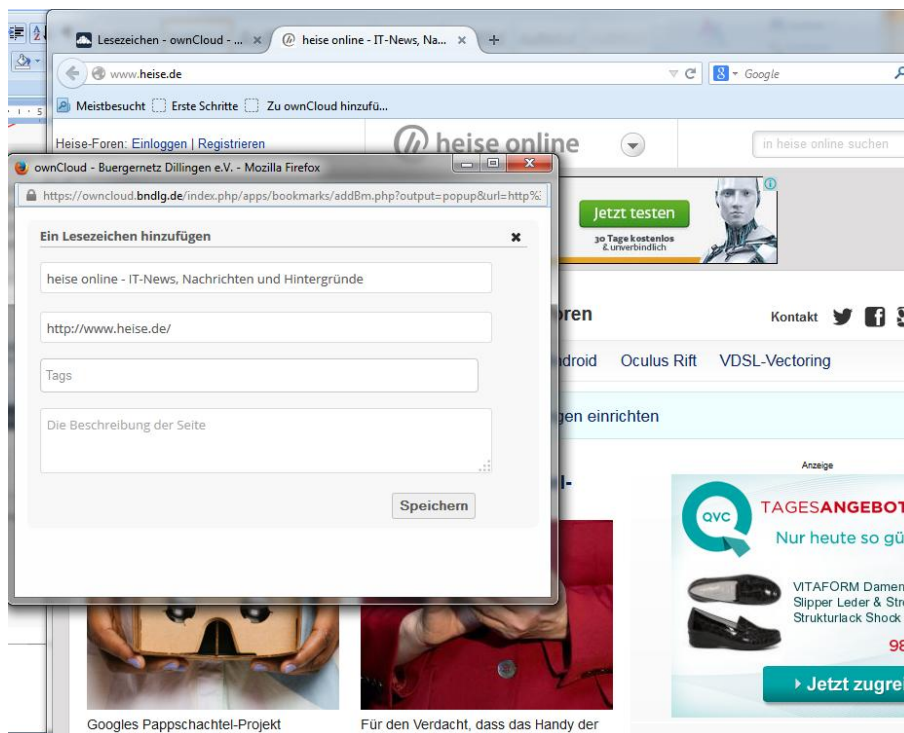 Lesezeichen - ownCloud - ...
heise online - IT-News, Na...
www.heise.de
Google
Meistbesucht Erste Schritte Zu ownCloud hinzufü...
Heise-Foren: Einloggen | Registrieren
heise online
in heise online suchen
ownCloud - Buergernetz Dillingen e.V. - Mozilla Firefox
https://owncloud.bndlg.de/index.php/apps/bookmarks/addBm.php?output=popup&url=http%
Ein Lesezeichen hinzufügen
heise online - IT-News, Nachrichten und Hintergründe
http://www.heise.de/
Tags
Die Beschreibung der Seite
Speichern
Jetzt testen
30 Tage kostenlos
& unverbindlich
oren
Kontakt
droid Oculus Rift VDSL-Vectoring
gen einrichten
l-
Anzeige
QVC
TAGESANGEBOT
Nur heute so gü
VITAFORM Damen
Slipper Leder & Str
Strukturlack Shock
98
Jetzt zugrei
Googles Pappschachtel-Projekt
Für den Verdacht, dass das Handy der